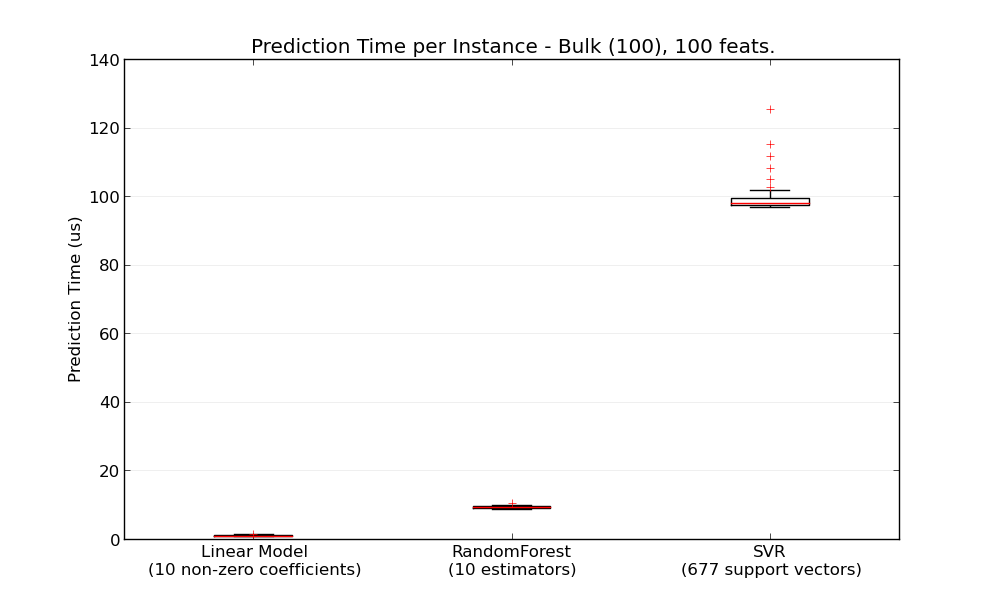 Prediction Time per Instance - Bulk (100), 100 feats.
140
120
100
80
60
40
20
0
Prediction Time (us)
Linear Model
(10 non-zero coefficients)
RandomForest
(10 estimators)
SVR
(677 support vectors)